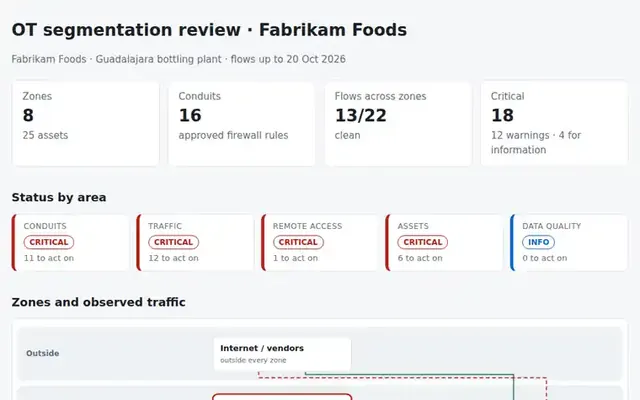 OT segmentation review · Fabrikam Foods
Fabrikam Foods · Guadalajara bottling plant · flows up to 20 Oct 2026
Zones
8
25 assets
Conduits
16
approved firewall rules
Flows across zones
13/22
clean
Critical
18
12 warnings · 4 for
information
Status by area
CONDUITS
CRITICAL
11 to act on
TRAFFIC
CRITICAL
12 to act on
REMOTE ACCESS
CRITICAL
1 to act on
ASSETS
CRITICAL
6 to act on
DATA QUALITY
INFO
0 to act on
Zones and observed traffic
Outside
Internet / vendors
outside every zone